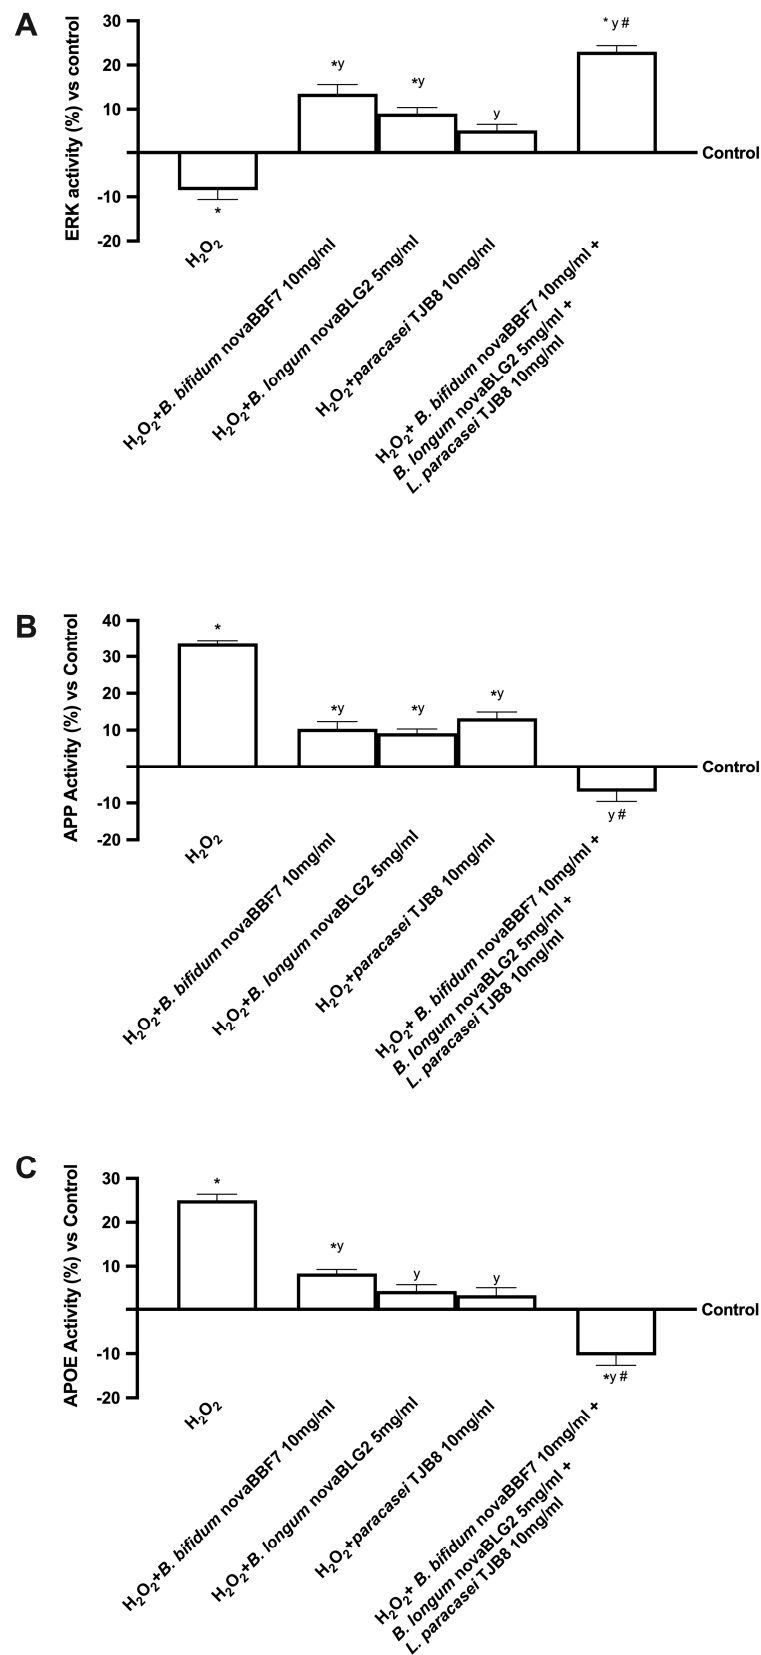 A
ERK activity (%) vs control
30
20
10
-10
-20
*
*y
*y
y
* y #
Control
H₂O₂
H₂O₂+B. bifidum novaBBF7 10mg/ml
H₂O₂+B. longum novaBLG2 5mg/ml
H₂O₂+paracasei TJB8 10mg/ml
H₂O₂+ B. bifidum novaBBF7 10mg/ml +
B. longum novaBLG2 5mg/ml +
L. paracasei TJB8 10mg/ml
B
APP Activity (%) vs Control
40
30
20
10
-10
-20
*
*y
*y
*y
y #
Control
H₂O₂
H₂O₂+B. bifidum novaBBF7 10mg/ml
H₂O₂+B. longum novaBLG2 5mg/ml
H₂O₂+paracasei TJB8 10mg/ml
H₂O₂+ B. bifidum novaBBF7 10mg/ml +
B. longum novaBLG2 5mg/ml +
L. paracasei TJB8 10mg/ml
C
APOE Activity (%) vs Control
30
20
10
-10
-20
*
*y
y
y
*y #
Control
H₂O₂
H₂O₂+B. bifidum novaBBF7 10mg/ml
H₂O₂+B. longum novaBLG2 5mg/ml
H₂O₂+paracasei TJB8 10mg/ml
H₂O₂+ B. bifidum novaBBF7 10mg/ml +
B. longum novaBLG2 5mg/ml +
L. paracasei TJB8 10mg/ml